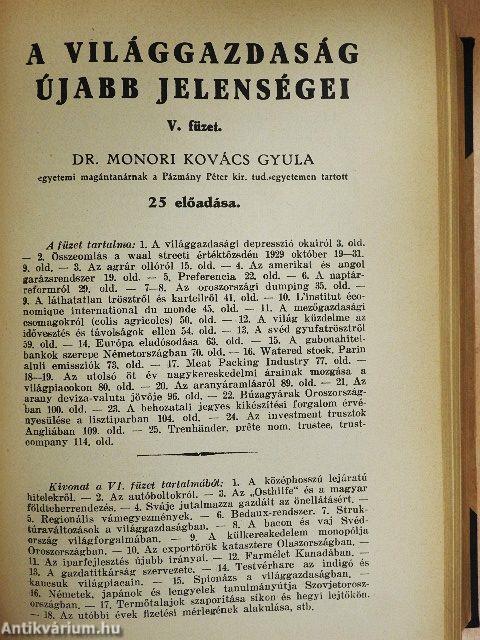 A VILÁGGAZDASÁG
ÚJABB JELENSÉGEI
V. füzet.
DR. MONORI KOVÁCS GYULA
egyetemi magántanárnak a Pázmány Péter kir. tud.-egyetemen tartott
25 előadása.
A füzet tartalma: 1. A világgazdasági depresszió okairól 3. old.
— 2. Összeomlás a waal streeti értéktőzsdén 1929 október 19—31.
9. old. — 3. Az agrár ollóról 15. old. — 4. Az amerikai és angol
garázsrendszer 19. old. — 5. Preferencia 22. old. — 6. A naptár-
reformról 29. old. — 7—8. Az oroszországi dumping 35. old. —
9. A láthatatlan trösztről és kartellről 41. old. — 10. L'institut éco-
nomique international du monde 45. old. — 11. A mezőgazdasági
csomagokról (colis agricoles) 50. old. — 12. A világ küzdelme az
idővesztés és távolságok ellen 54. old. — 13. A svéd gyufatrösztről
59. old. — 14. Európa eladósodása 63. old. — 15. A gabonahitel-
bankok szerepe Németországban 70. old. — 16. Watered stock. Parin
aluli emissziók 73. old. — 17. Meat Packing Industry 77. old. —
18—19. Az utolsó öt év nagykereskedelmi árainak mozgása a
világpiacokon 80. old. — 20. Az aranyáramlásról 89. old. — 21. Az
arany deviza-valuta jövője 96. old. — 22. Búzagyárak Oroszország-
ban 100. old. — 23. A behozatali jegyes kikészítési forgalom érvé-
nyesülése a lisztiparban 104. old. — 24. Az investment trusztok
Angliában 109. old. — 25. Trenhänder, prête nom, trustee, trust-
company 114. old.
Kivonat a VI. füzet tartalmából: 1. A középhosszú lejáratú
hitelekről. — 2. Az autóboltokról. — 3. Az „Osthilfe” és a magyar
földteherrendezés. — 4. Svájc jutalmazza gazdáit az önellátásért. —
5. Regionális vámegyezmények. — 6. Bedaux-rendszer. 7. Struk-
túraváltozások a világgazdaságban. — 8. A bacon és vaj Svéd-
ország világforgalmában. — 9. A külkereskedelem monopólja
Oroszországban. — 10. Az exportőrök katasztere Olaszországban. —
11. Az iparfejlesztés újabb irányai. — 12. Farmélet Kanadában. —
13. A gazdatitkárság szervezete. — 14. Testvérharc az indigó és
kaucsuk világpiacain. — 15. Spionázs a világgazdaságban. —
16. Németek, japánok és lengyelek tanulmányútja Szovjetorosz-
országban. — 17. Termőtalajok szaporítása síkon és hegyi lejtőkön.
— 18. Az utóbbi évek fizetési mérlegének alakulása, stb.
Antikvárium.hu